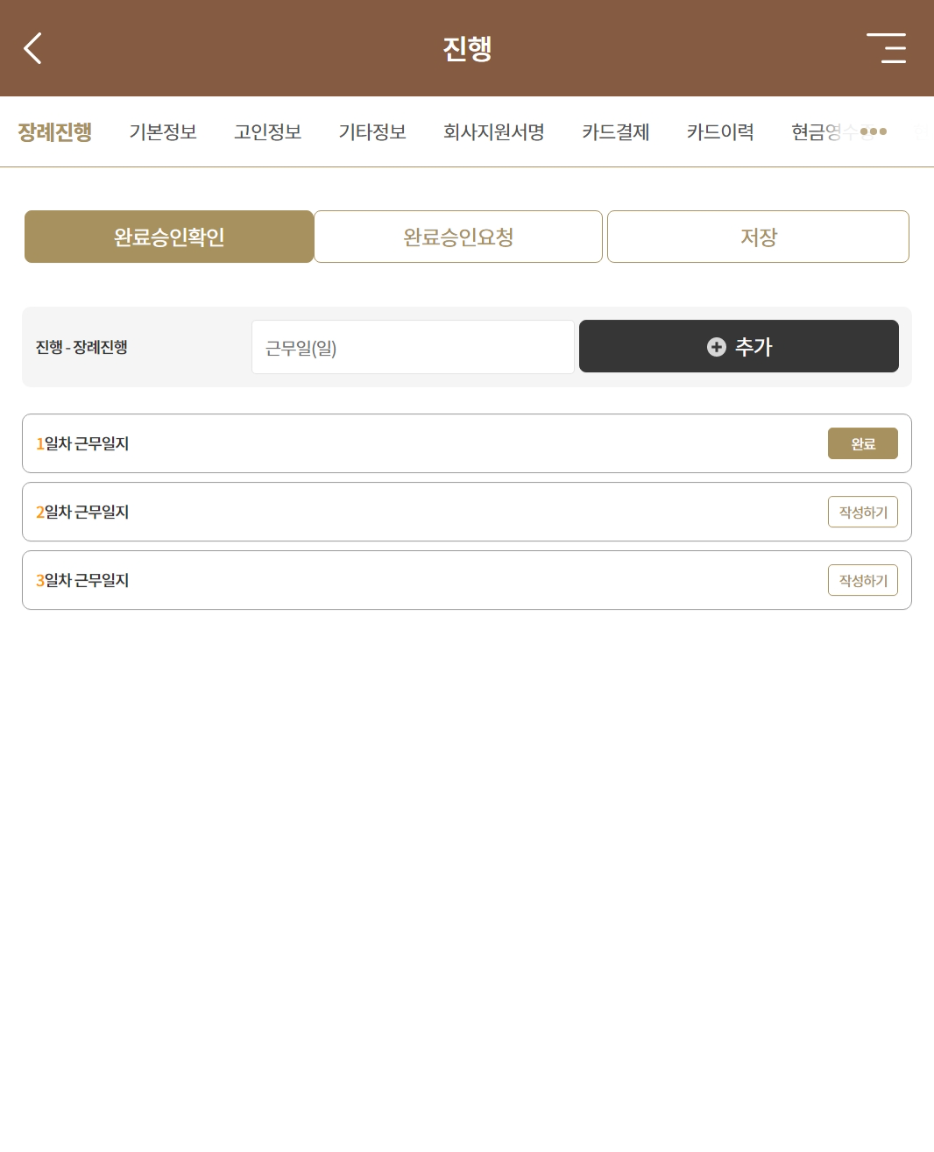 진행
장례진행 기본정보 고인정보 기타정보 회사지원서명 카드결제 카드이력 현금영수
완료승인확인 완료승인요청 저장
진행 - 장례진행 근무일(일) 추가
1일차 근무일지 완료
2일차 근무일지 작성하기
3일차 근무일지 작성하기